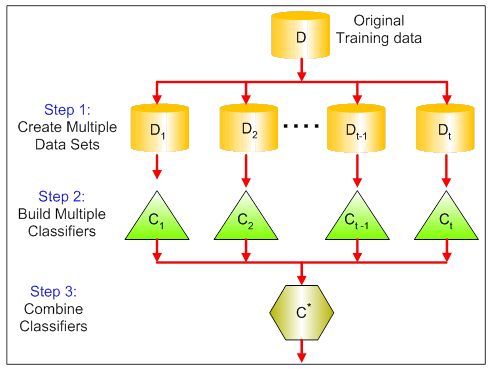 Original
Training data
D
Step 1:
Create Multiple
Data Sets
D1
D2
....
Dt-1
Dt
Step 2:
Build Multiple
Classifiers
C1
C2
Ct-1
Ct
Step 3:
Combine
Classifiers
C*